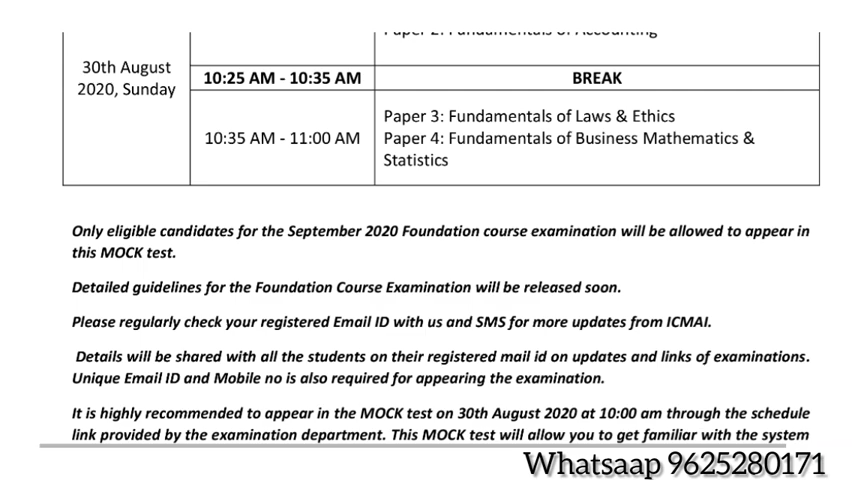 Paper 2: Fundamentals of Accounting
30th August
2020, Sunday
10:25 AM - 10:35 AM
BREAK
10:35 AM - 11:00 AM
Paper 3: Fundamentals of Laws & Ethics
Paper 4: Fundamentals of Business Mathematics &
Statistics
Only eligible candidates for the September 2020 Foundation course examination will be allowed to appear in
this MOCK test.
Detailed guidelines for the Foundation Course Examination will be released soon.
Please regularly check your registered Email ID with us and SMS for more updates from ICMAI.
Details will be shared with all the students on their registered mail id on updates and links of examinations.
Unique Email ID and Mobile no is also required for appearing the examination.
It is highly recommended to appear in the MOCK test on 30th August 2020 at 10:00 am through the schedule
link provided by the examination department. This MOCK test will allow you to get familiar with the system
Whatsaap 9625280171